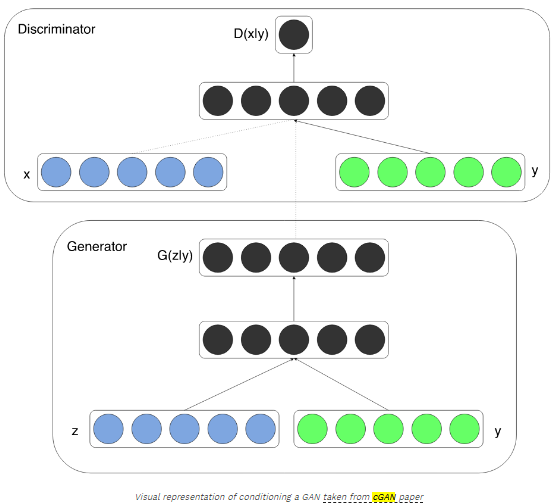 Discriminator
D(x|y)
x
y
Generator
G(z|y)
z
y
Visual representation of conditioning a GAN taken from cGAN paper